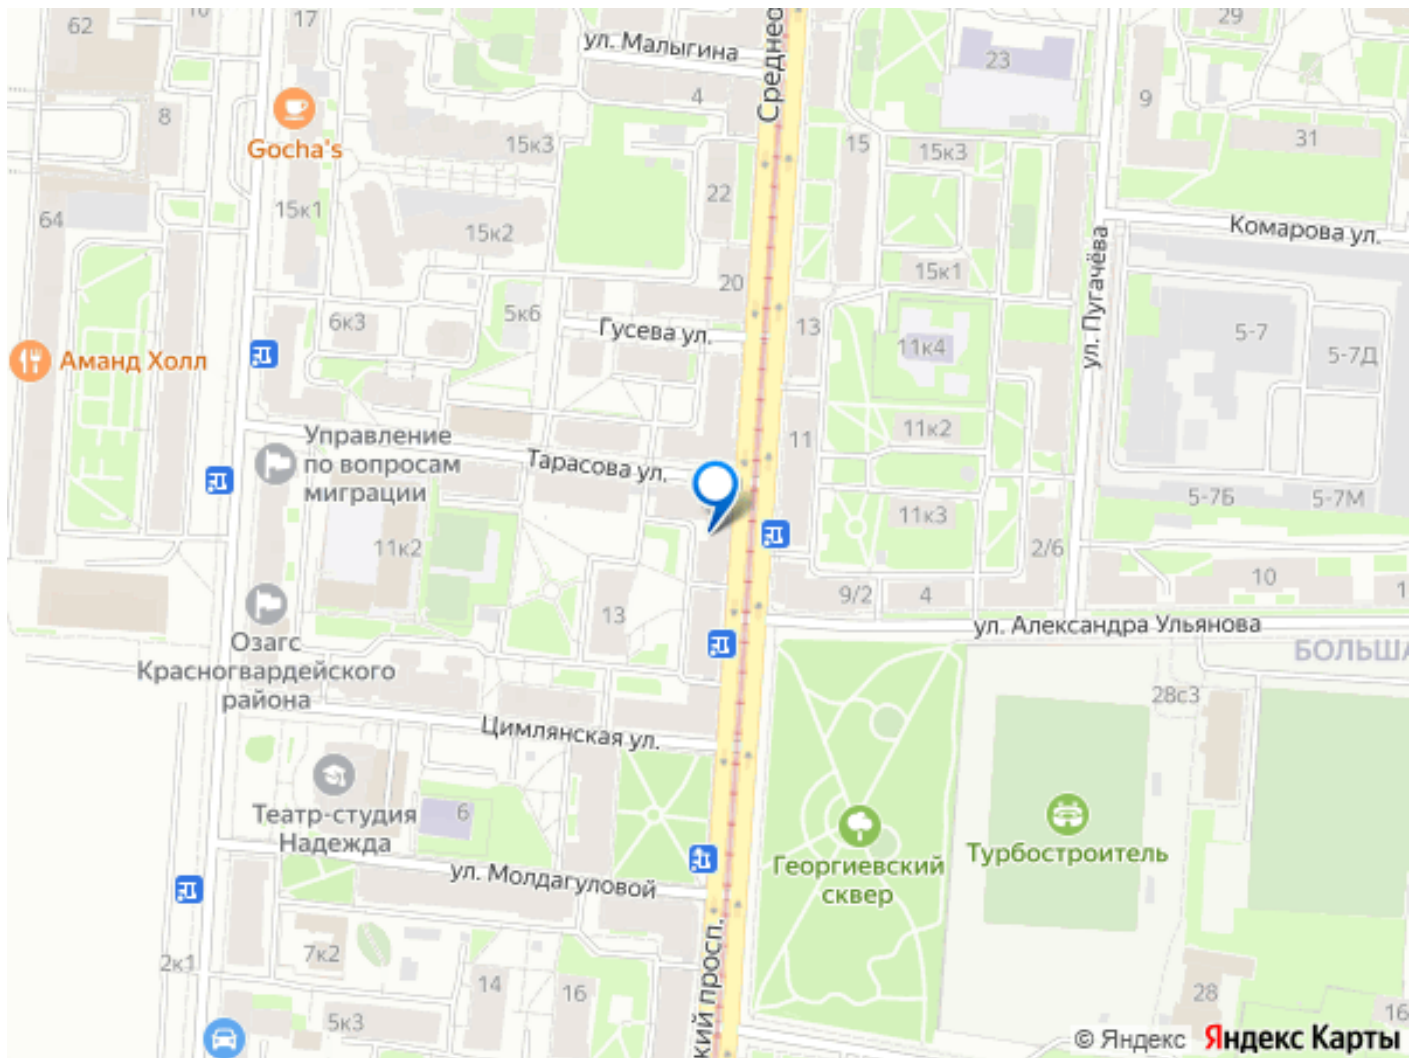 62
16
17
ул. Малыгина
Среднео
29
23
4
9
8
Gocha's
15к3
15
15к3
31
22
64
15к1
15к2
Комарова ул.
15к1
20
ул. Пугачёва
6к3
5к6
Гусева ул.
13
11к4
5-7
5-7Д
Аманд Холл
Управление
по вопросам
миграции
11к2
11
Тарасова ул.
5-7Б
5-7М
11к3
11к2
2/6
10
1
9/2
4
13
ул. Александра Ульянова
Озагс
Красногвардейского
района
БОЛЬША
28с3
Цимлянская ул.
Театр-студия
Надежда
6
Георгиевский
сквер
Турбостроитель
ул. Молдагуловой
кий просп.
7к2
2к1
14
16
28
16
5к3
© Яндекс Яндекс Карты